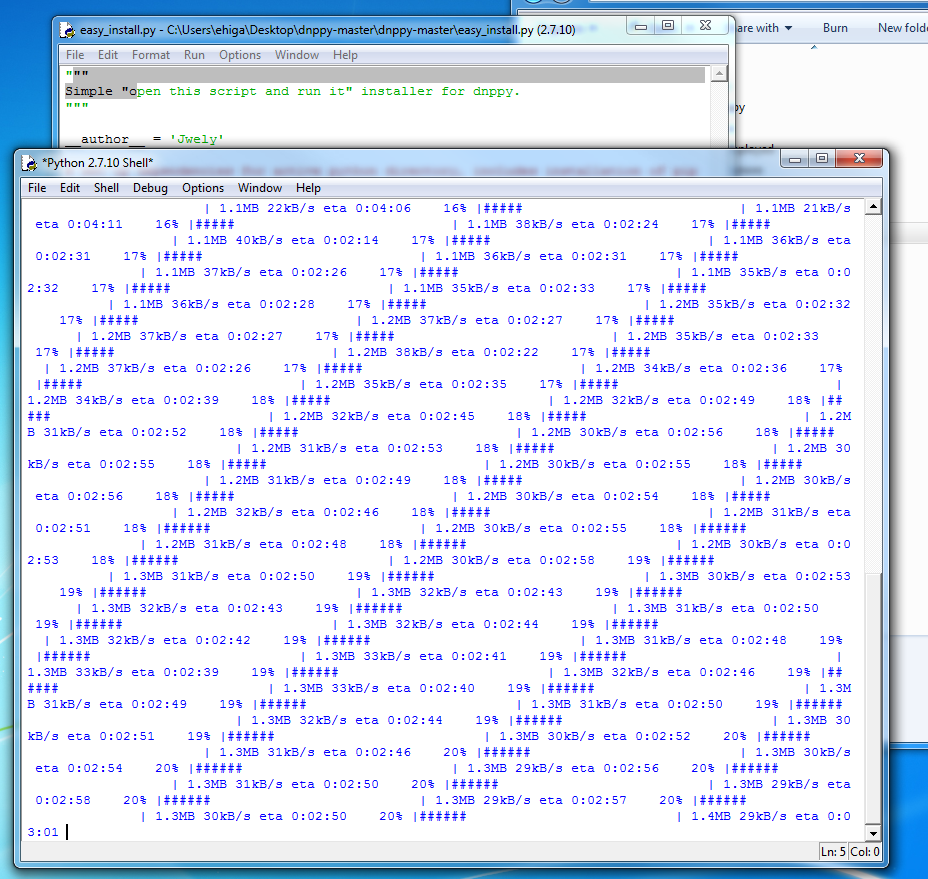 easy_install.py - C:\Users\ehiga\Desktop\dnppy-master\dnppy-master\easy_install.py (2.7.10)
are with Burn New folde
File Edit Format Run Options Window Help
"""
Simple "open this script and run it" installer for dnppy.
"""
__author__ = 'Jwely'
*Python 2.7.10 Shell*
File Edit Shell Debug Options Window Help
| 1.1MB 22kB/s eta 0:04:06 16% |##### | 1.1MB 21kB/s
eta 0:04:11 16% |##### | 1.1MB 38kB/s eta 0:02:24 17% |#####
| 1.1MB 40kB/s eta 0:02:14 17% |##### | 1.1MB 36kB/s eta
0:02:31 17% |##### | 1.1MB 36kB/s eta 0:02:31 17% |#####
| 1.1MB 37kB/s eta 0:02:26 17% |##### | 1.1MB 35kB/s eta 0:0
2:32 17% |##### | 1.1MB 35kB/s eta 0:02:33 17% |#####
| 1.1MB 36kB/s eta 0:02:28 17% |##### | 1.2MB 35kB/s eta 0:02:32
17% |##### | 1.2MB 37kB/s eta 0:02:27 17% |#####
| 1.2MB 37kB/s eta 0:02:27 17% |##### | 1.2MB 35kB/s eta 0:02:33
17% |##### | 1.2MB 38kB/s eta 0:02:22 17% |#####
| 1.2MB 37kB/s eta 0:02:26 17% |##### | 1.2MB 34kB/s eta 0:02:36 17%
|##### | 1.2MB 35kB/s eta 0:02:35 17% |##### |
1.2MB 34kB/s eta 0:02:39 18% |##### | 1.2MB 32kB/s eta 0:02:49 18% |##
### | 1.2MB 32kB/s eta 0:02:45 18% |##### | 1.2M
B 31kB/s eta 0:02:52 18% |##### | 1.2MB 30kB/s eta 0:02:56 18% |#####
| 1.2MB 31kB/s eta 0:02:53 18% |##### | 1.2MB 30
kB/s eta 0:02:55 18% |##### | 1.2MB 30kB/s eta 0:02:55 18% |#####
| 1.2MB 31kB/s eta 0:02:49 18% |##### | 1.2MB 30kB/s
eta 0:02:56 18% |##### | 1.2MB 30kB/s eta 0:02:54 18% |#####
| 1.2MB 32kB/s eta 0:02:46 18% |##### | 1.2MB 31kB/s eta
0:02:51 18% |###### | 1.2MB 30kB/s eta 0:02:55 18% |######
| 1.2MB 31kB/s eta 0:02:48 18% |###### | 1.2MB 30kB/s eta 0:0
2:53 18% |###### | 1.2MB 30kB/s eta 0:02:58 19% |######
| 1.3MB 31kB/s eta 0:02:50 19% |###### | 1.3MB 30kB/s eta 0:02:53
19% |###### | 1.3MB 32kB/s eta 0:02:43 19% |######
| 1.3MB 32kB/s eta 0:02:43 19% |###### | 1.3MB 31kB/s eta 0:02:50
19% |###### | 1.3MB 32kB/s eta 0:02:44 19% |######
| 1.3MB 32kB/s eta 0:02:42 19% |###### | 1.3MB 31kB/s eta 0:02:48 19%
|###### | 1.3MB 33kB/s eta 0:02:41 19% |###### |
1.3MB 33kB/s eta 0:02:39 19% |###### | 1.3MB 32kB/s eta 0:02:46 19% |##
#### | 1.3MB 33kB/s eta 0:02:40 19% |###### | 1.3M
B 31kB/s eta 0:02:49 19% |###### | 1.3MB 31kB/s eta 0:02:50 19% |######
| 1.3MB 32kB/s eta 0:02:44 19% |###### | 1.3MB 30
kB/s eta 0:02:51 19% |###### | 1.3MB 30kB/s eta 0:02:52 20% |######
| 1.3MB 31kB/s eta 0:02:46 20% |###### | 1.3MB 30kB/s
eta 0:02:54 20% |###### | 1.3MB 29kB/s eta 0:02:56 20% |######
| 1.3MB 31kB/s eta 0:02:50 20% |###### | 1.3MB 29kB/s eta
0:02:58 20% |###### | 1.3MB 29kB/s eta 0:02:57 20% |######
| 1.3MB 30kB/s eta 0:02:50 20% |###### | 1.4MB 29kB/s eta 0:0
3:01
Ln: 5 Col: 0